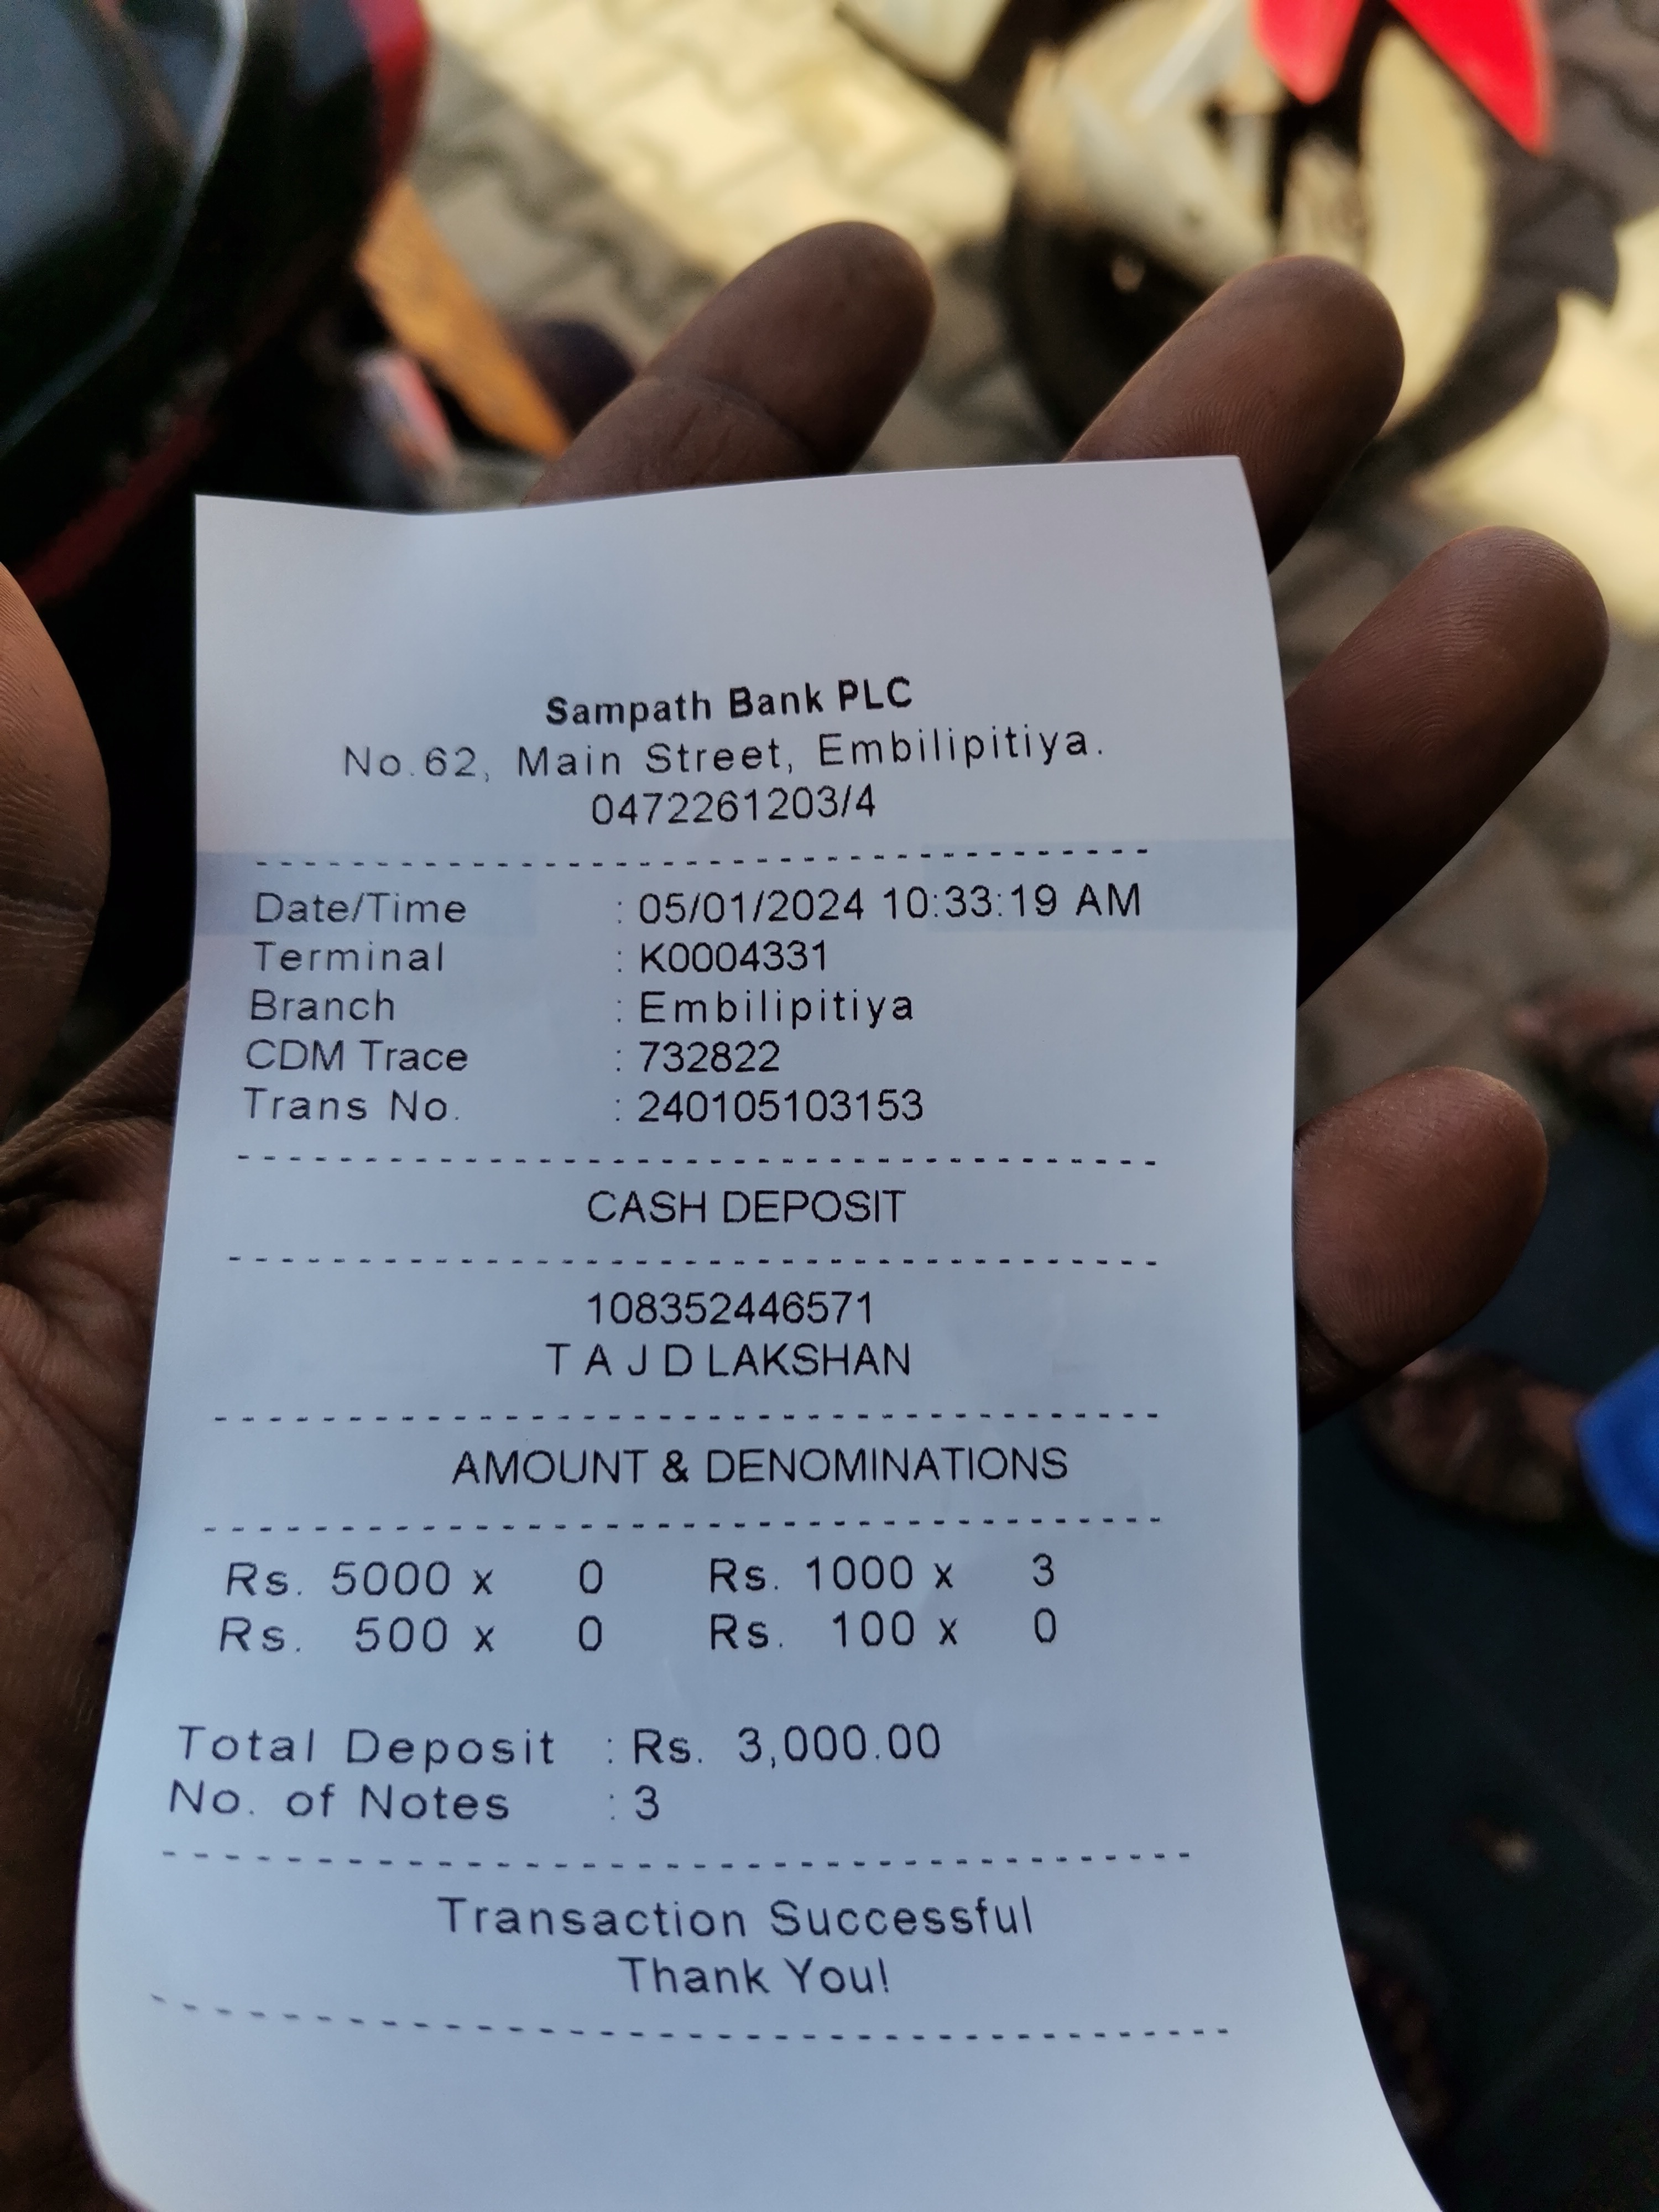 Sampath Bank PLC
No.62, Main Street, Embilipitiya.
0472261203/4
Date/Time : 05/01/2024 10:33:19 AM
Terminal : K0004331
Branch : Embilipitiya
CDM Trace : 732822
Trans No. : 240105103153
CASH DEPOSIT
108352446571
T A J D LAKSHAN
AMOUNT & DENOMINATIONS
Rs. 5000 x 0 Rs. 1000 x 3
Rs. 500 x 0 Rs. 100 x 0
Total Deposit : Rs. 3,000.00
No. of Notes : 3
Transaction Successful
Thank You!